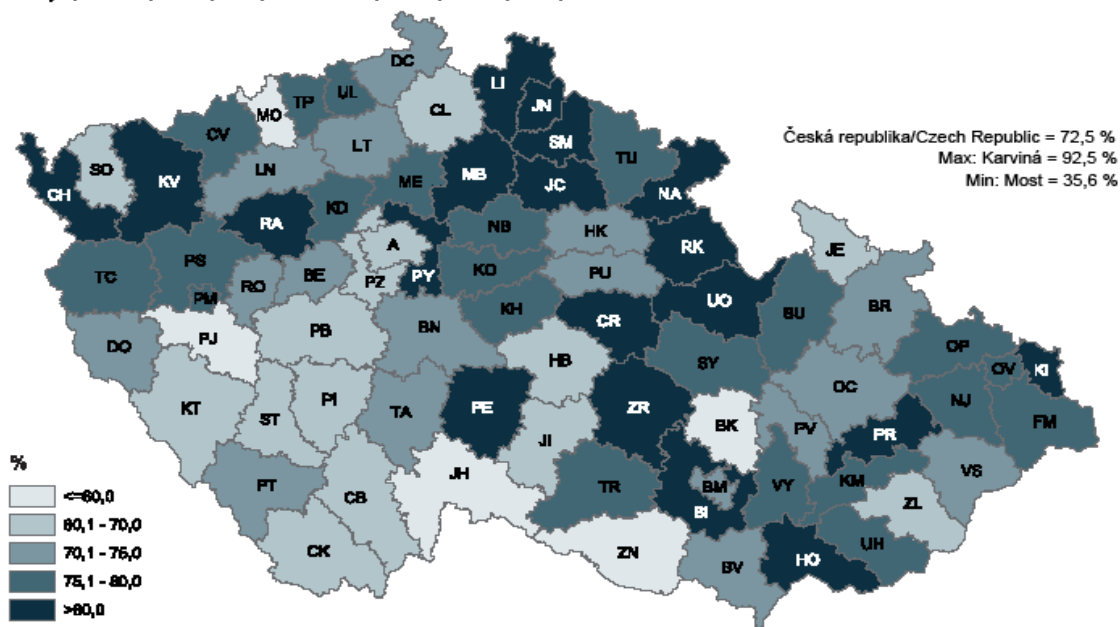 DC
LI
JN
MO
TP
UL
CL
CV
LT
SM
TU
Česká republika/Czech Republic = 72,5 %
Max: Karviná = 92,5 %
Min: Most = 35,6 %
SO
KV
LN
ME
MB
JC
NA
CH
RA
KD
NB
HK
RK
JE
A
TC
PS
RO
BE
PZ
PY
KO
PU
UO
PM
KH
CR
SU
BR
DO
PJ
PB
BN
HB
SY
OP
OV
KI
KT
ST
PI
TA
PE
JI
ZR
BK
OC
PV
PR
NJ
FM
%
PT
CB
JH
TR
BM
BI
VY
KM
ZL
VS
<=60,0
60,1 - 70,0
70,1 - 75,0
75,1 - 80,0
>80,0
CK
ZN
BV
HO
UH